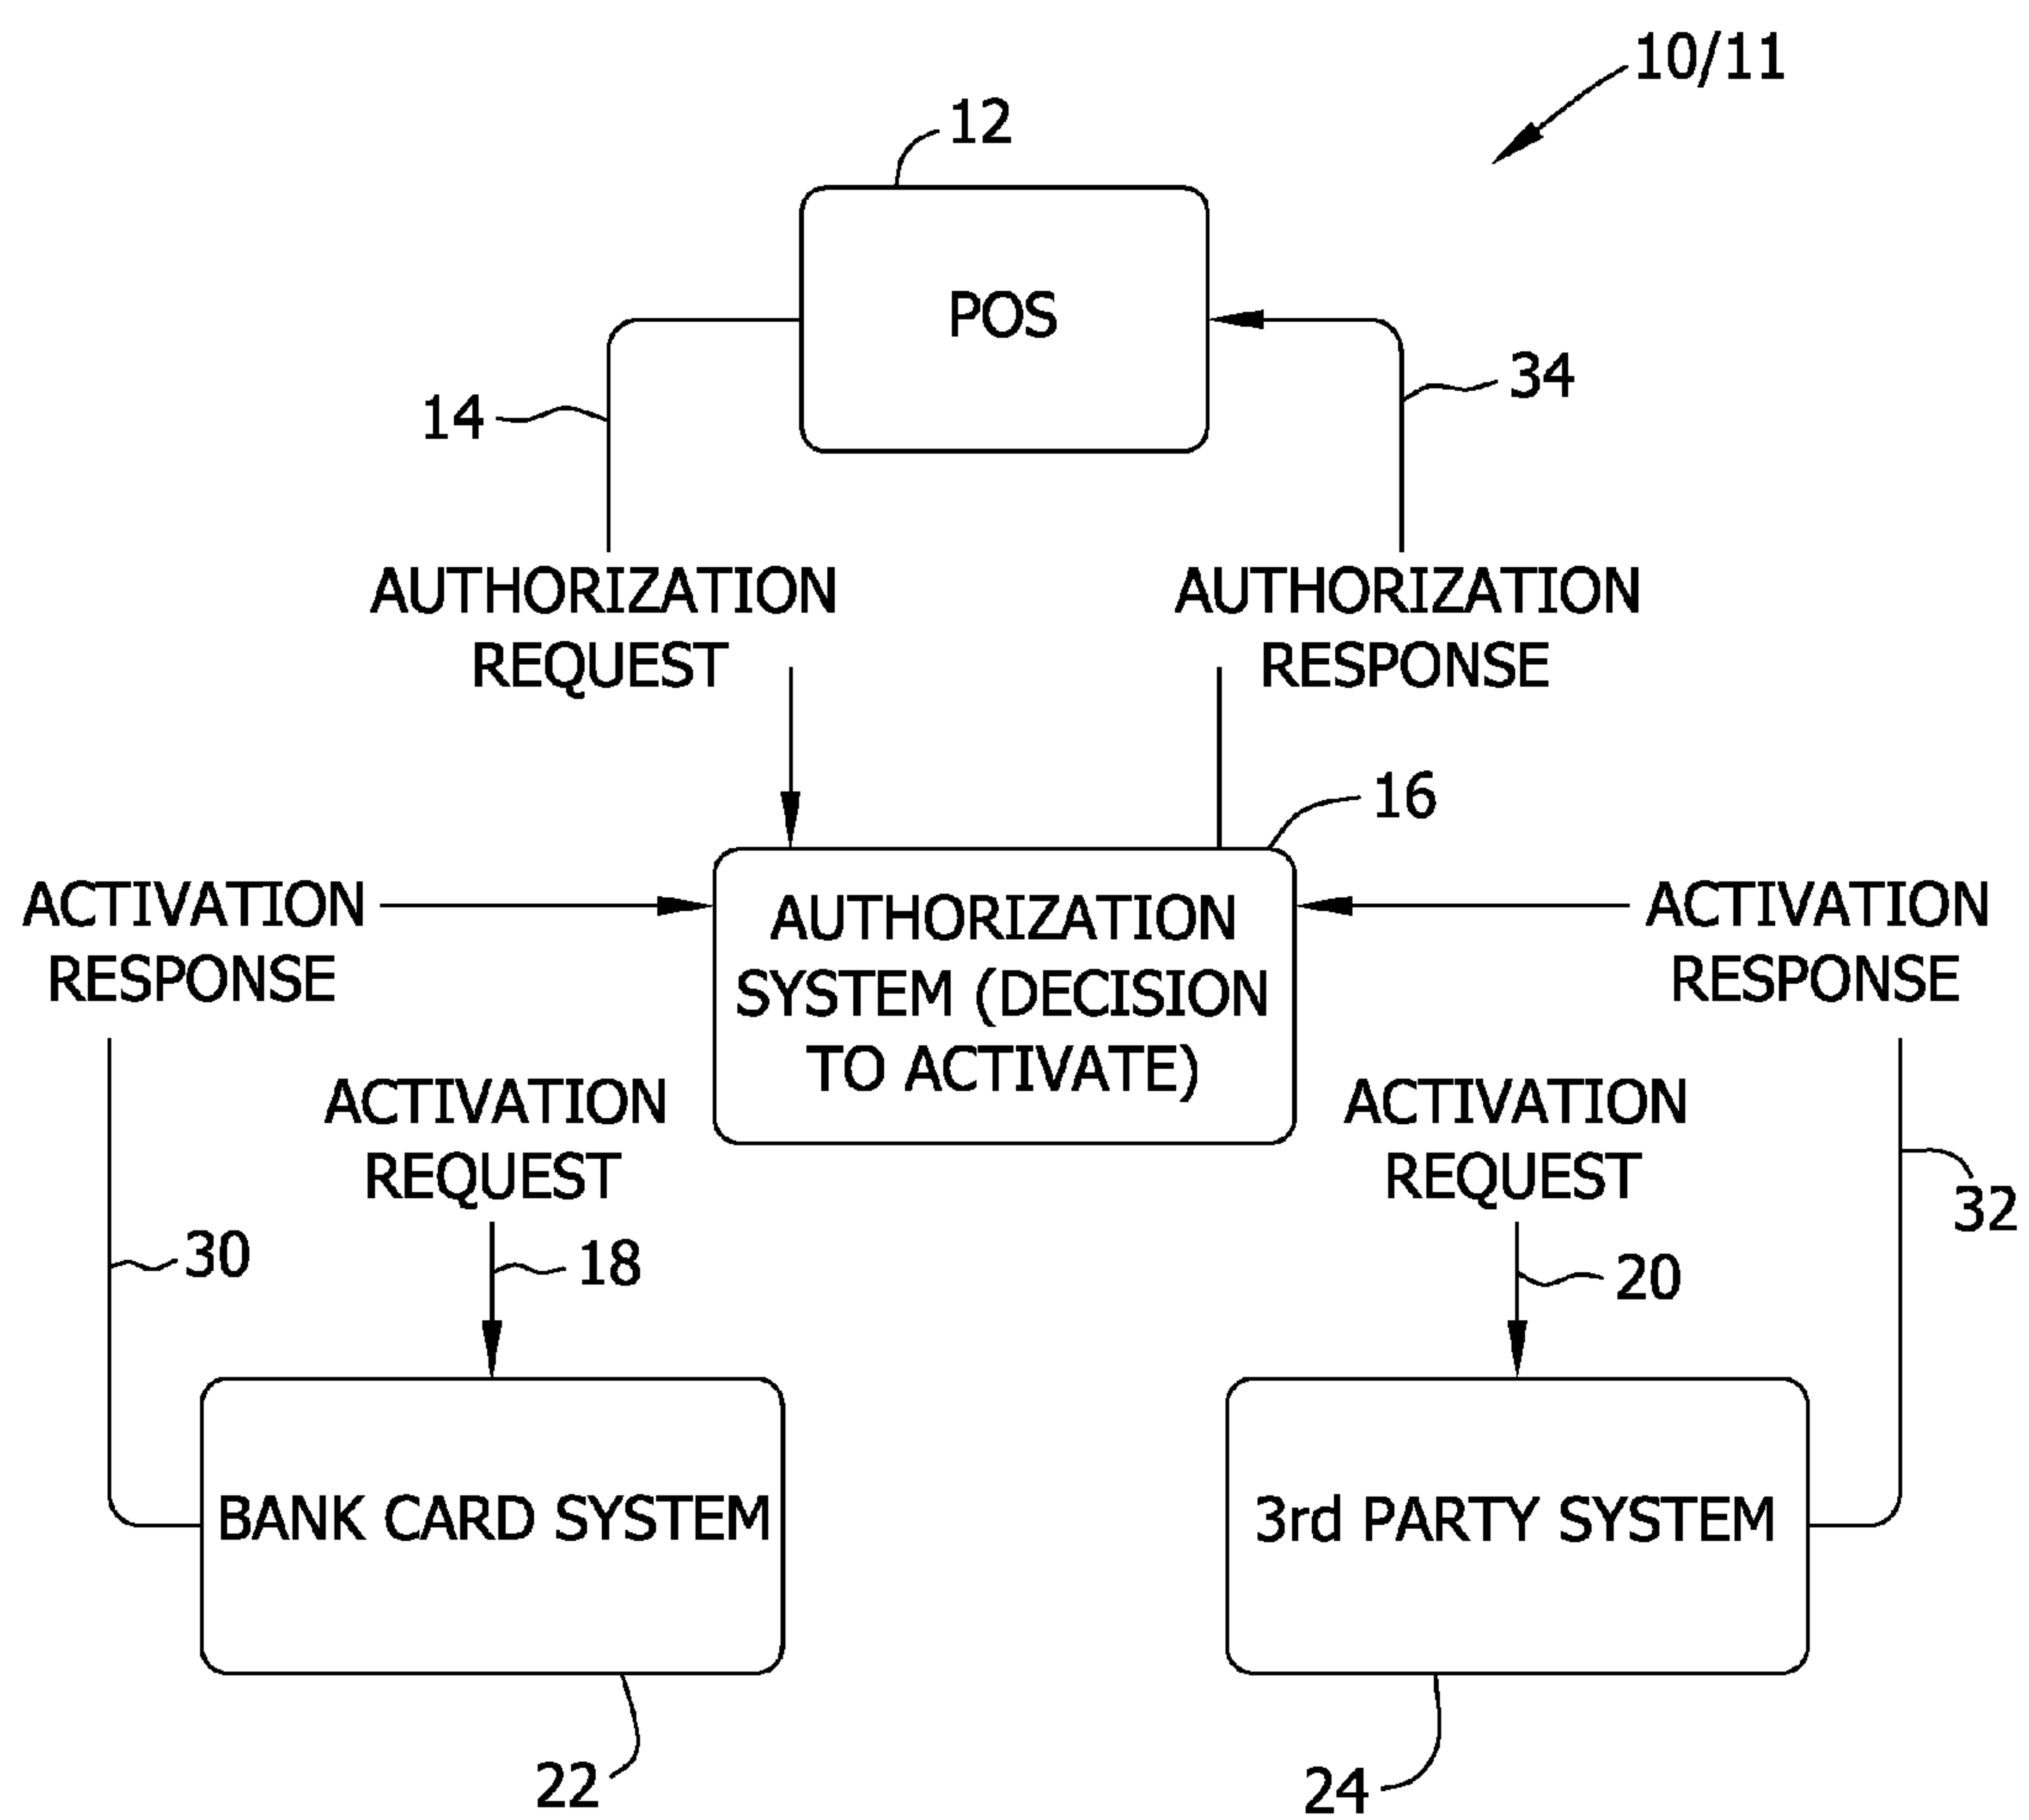 10/11
12
POS
34
14
AUTHORIZATION
REQUEST
AUTHORIZATION
RESPONSE
16
ACTIVATION
RESPONSE
AUTHORIZATION
SYSTEM (DECISION
TO ACTIVATE)
ACTIVATION
RESPONSE
ACTIVATION
REQUEST
ACTIVATION
REQUEST
30
18
20
32
BANK CARD SYSTEM
3rd PARTY SYSTEM
22
24